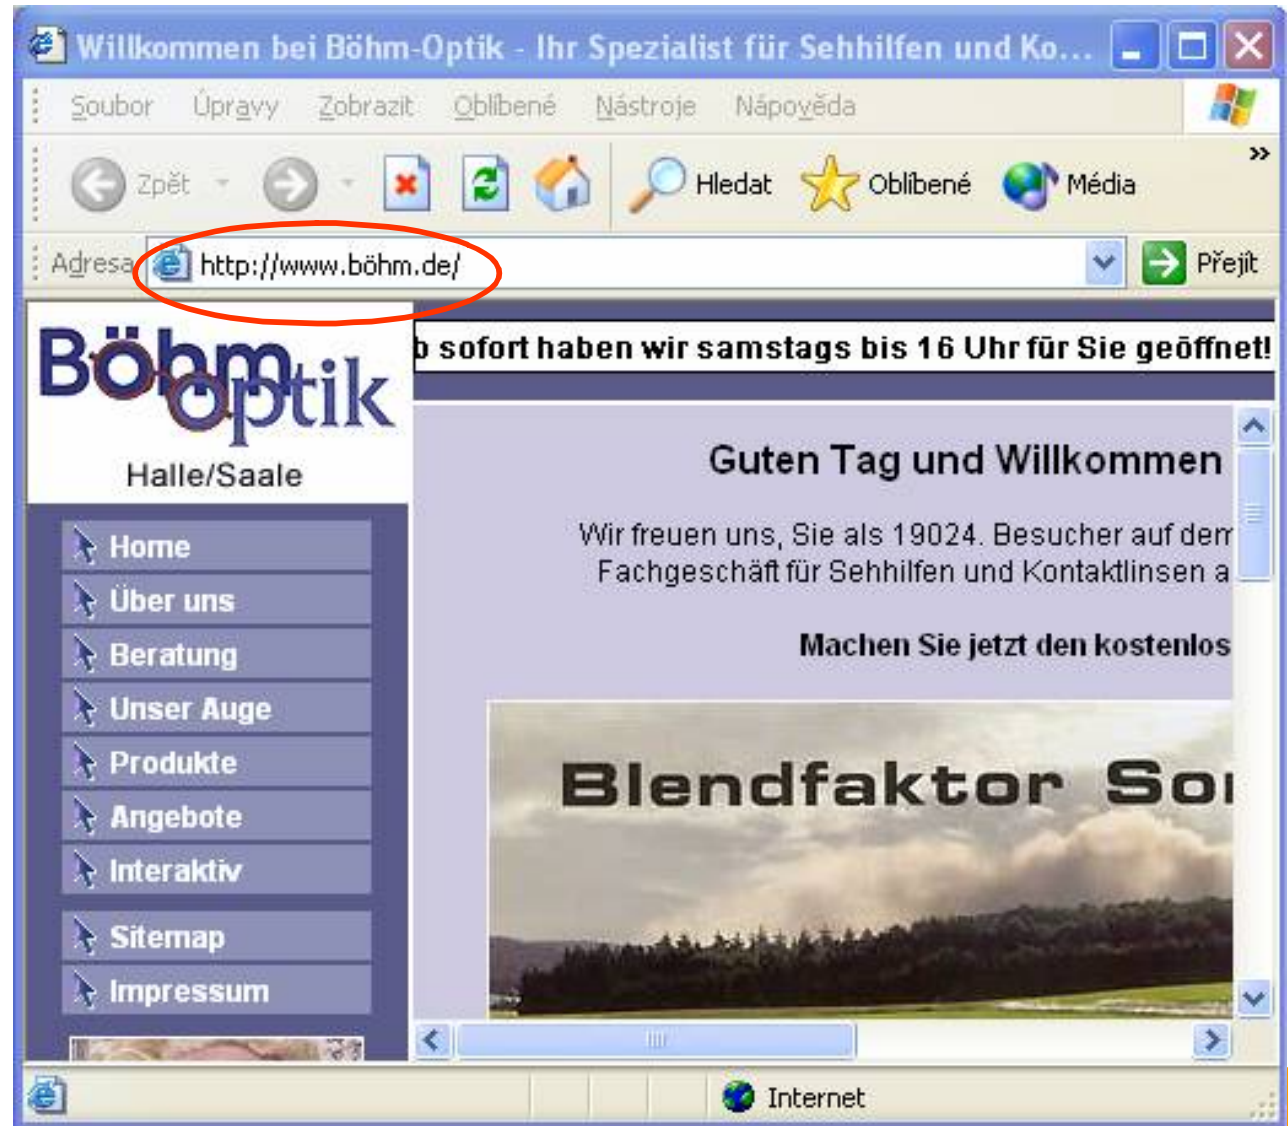 Willkommen bei Böhm-Optik - Ihr Spezialist für Sehhilfen und Ko...
Soubor Úpravy Zobrazit Oblíbené Nástroje Nápověda
Zpět Hledat Oblíbené Média »
Adresa http://www.böhm.de/ Přejít
Böhm
optik
Halle/Saale
b sofort haben wir samstags bis 16 Uhr für Sie geöffnet!
Home
Über uns
Beratung
Unser Auge
Produkte
Angebote
Interaktiv
Sitemap
Impressum
Guten Tag und Willkommen
Wir freuen uns, Sie als 19024. Besucher auf dem
Fachgeschäft für Sehhilfen und Kontaktlinsen a
Machen Sie jetzt den kostenlos
Blendfaktor Son
Internet